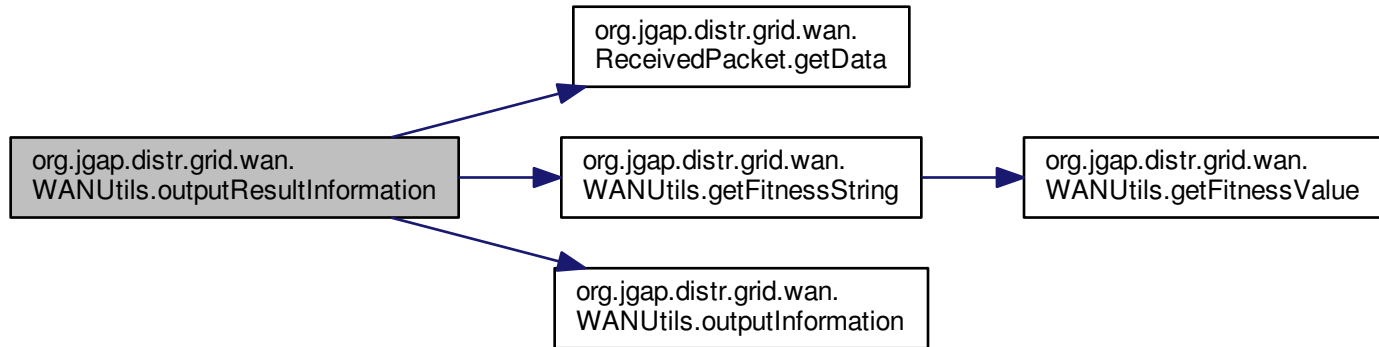 org.jgap.distr.grid.wan.
WANUtils.outputResultInformation
org.jgap.distr.grid.wan.
ReceivedPacket.getData
org.jgap.distr.grid.wan.
WANUtils.getFitnessString
org.jgap.distr.grid.wan.
WANUtils.getFitnessValue
org.jgap.distr.grid.wan.
WANUtils.outputInformation